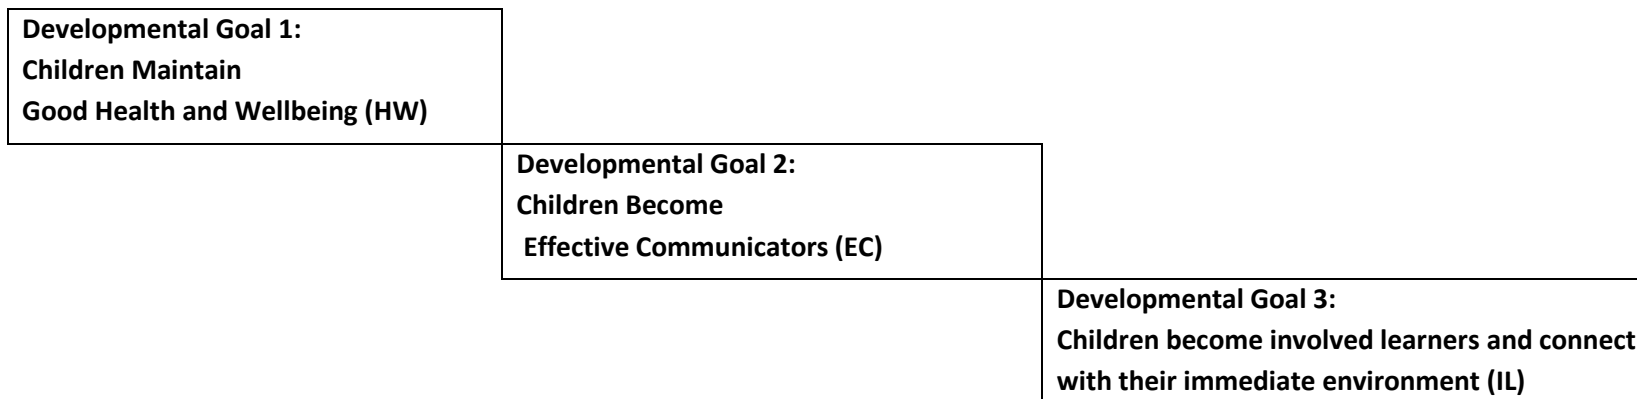 Developmental Goal 1:
Children Maintain
Good Health and Wellbeing (HW)
Developmental Goal 2:
Children Become
Effective Communicators (EC)
Developmental Goal 3:
Children become involved learners and connect
with their immediate environment (IL)